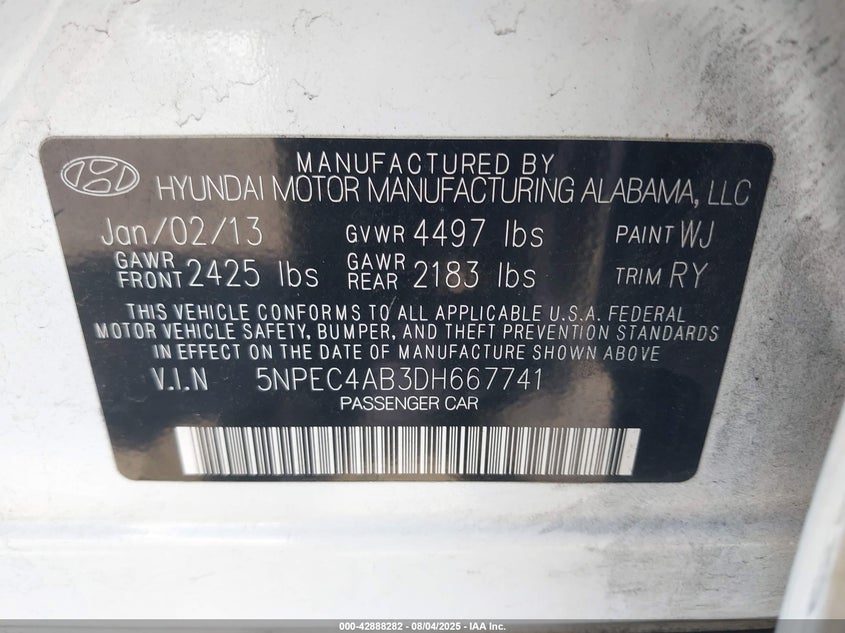 MANUFACTURED BY
HYUNDAI MOTOR MANUFACTURING ALABAMA, LLC
Jan/02/13 GVWR 4497 lbs PAINT WJ
GAWR FRONT 2425 lbs GAWR REAR 2183 lbs TRIM RY
THIS VEHICLE CONFORMS TO ALL APPLICABLE U.S.A. FEDERAL
MOTOR VEHICLE SAFETY, BUMPER, AND THEFT PREVENTION STANDARDS
IN EFFECT ON THE DATE OF MANUFACTURE SHOWN ABOVE
V.I.N 5NPEC4AB3DH667741
PASSENGER CAR
000-42888282 - 08/04/2025 - IAA Inc.